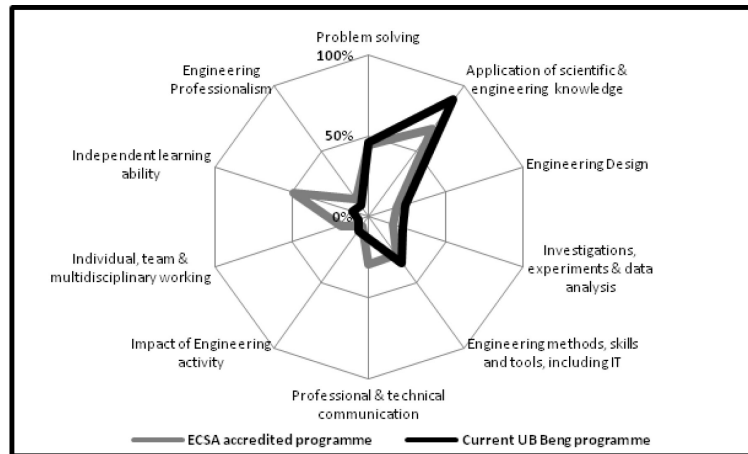 Problem solving
100%
Application of scientific &
engineering knowledge
Engineering
Professionalism
50%
Independent learning
ability
Engineering Design
0%
Individual, team &
multidisciplinary working
Investigations,
experiments & data
analysis
Impact of Engineering
activity
Engineering methods, skills
and tools, including IT
Professional & technical
communication
ECSA accredited programme
Current UB Beng programme